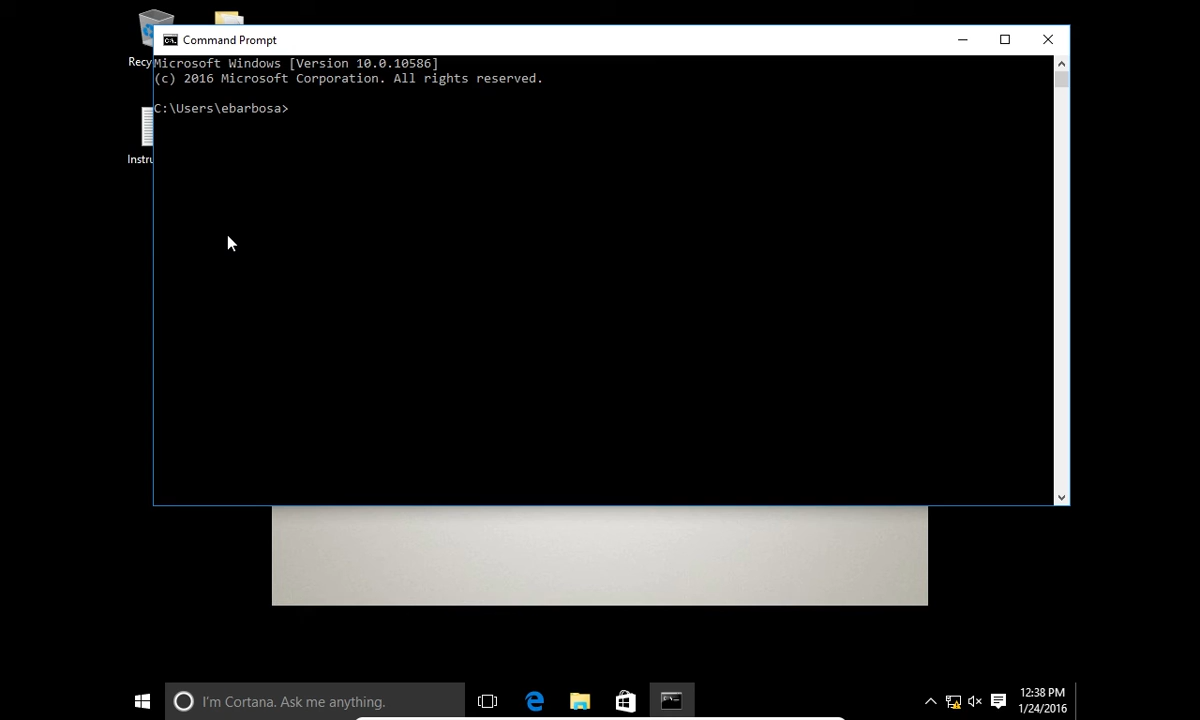 Command Prompt
Microsoft Windows [Version 10.0.10586]
(c) 2016 Microsoft Corporation. All rights reserved.
C:\Users\ebarbosa>
Recy
Instru
I'm Cortana. Ask me anything.
12:38 PM
1/24/2016